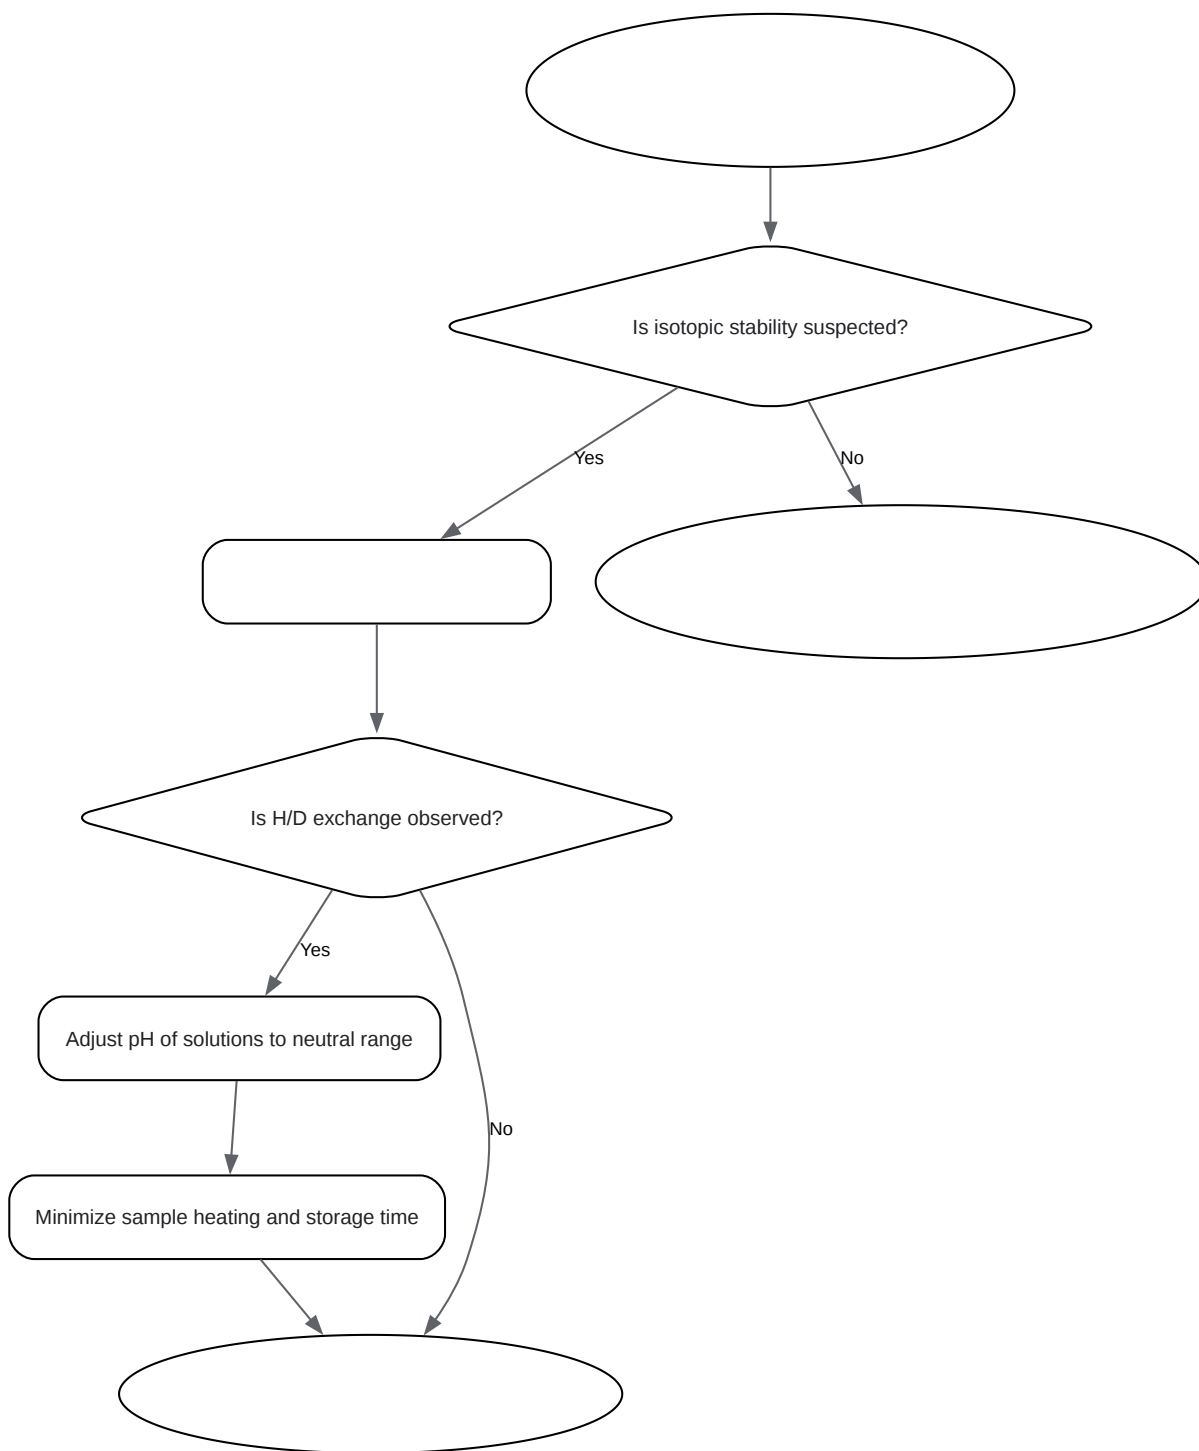 Is isotopic stability suspected?
Yes
No
Is H/D exchange observed?
Yes
Adjust pH of solutions to neutral range
No
Minimize sample heating and storage time